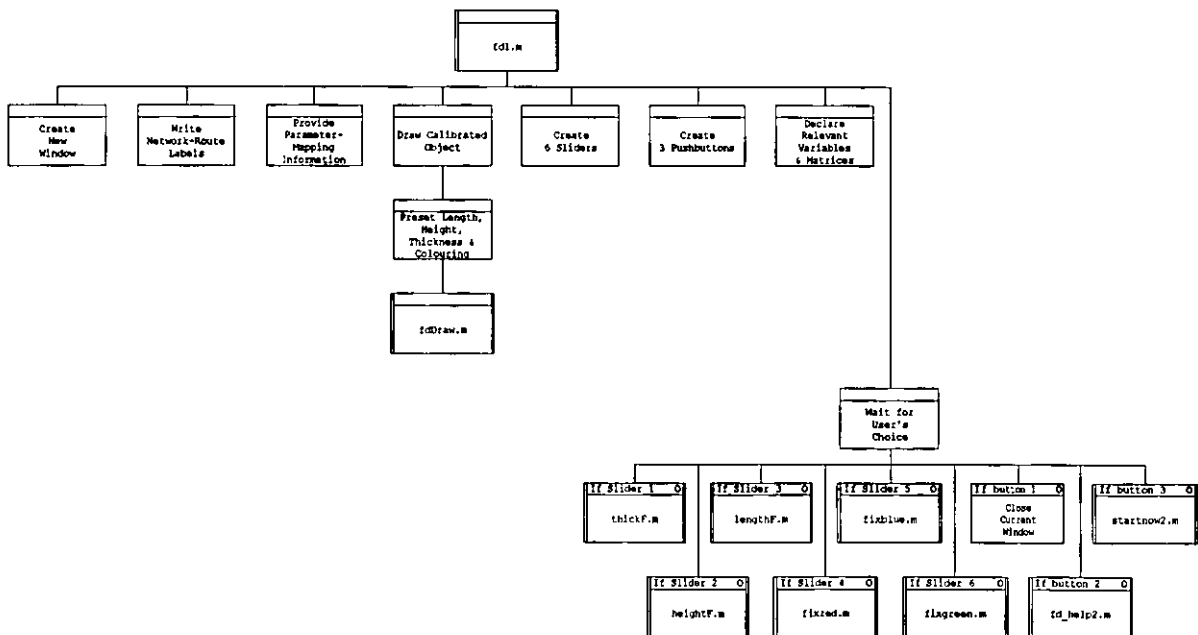 fd1.m
Create
New
Window
Write
Network-Route
Labels
Provide
Parameter-
Mapping
Information
Draw Calibrated
Object
Create
6 Sliders
Create
3 Pushbuttons
Declare
Relevant
Variables
& Matrices
Preset Length,
Height,
Thickness &
Colouring
fdDraw.m
Wait for
User's
Choice
If Slider 1 O
thickF.m
If Slider 3 O
lengthF.m
If Slider 5 O
fixblue.m
If button 1 O
Close
Current
Window
If button 3 O
startnow2.m
If Slider 2 O
heightF.m
If Slider 4 O
fixred.m
If Slider 6 O
fixgreen.m
If button 2 O
fd_help2.m